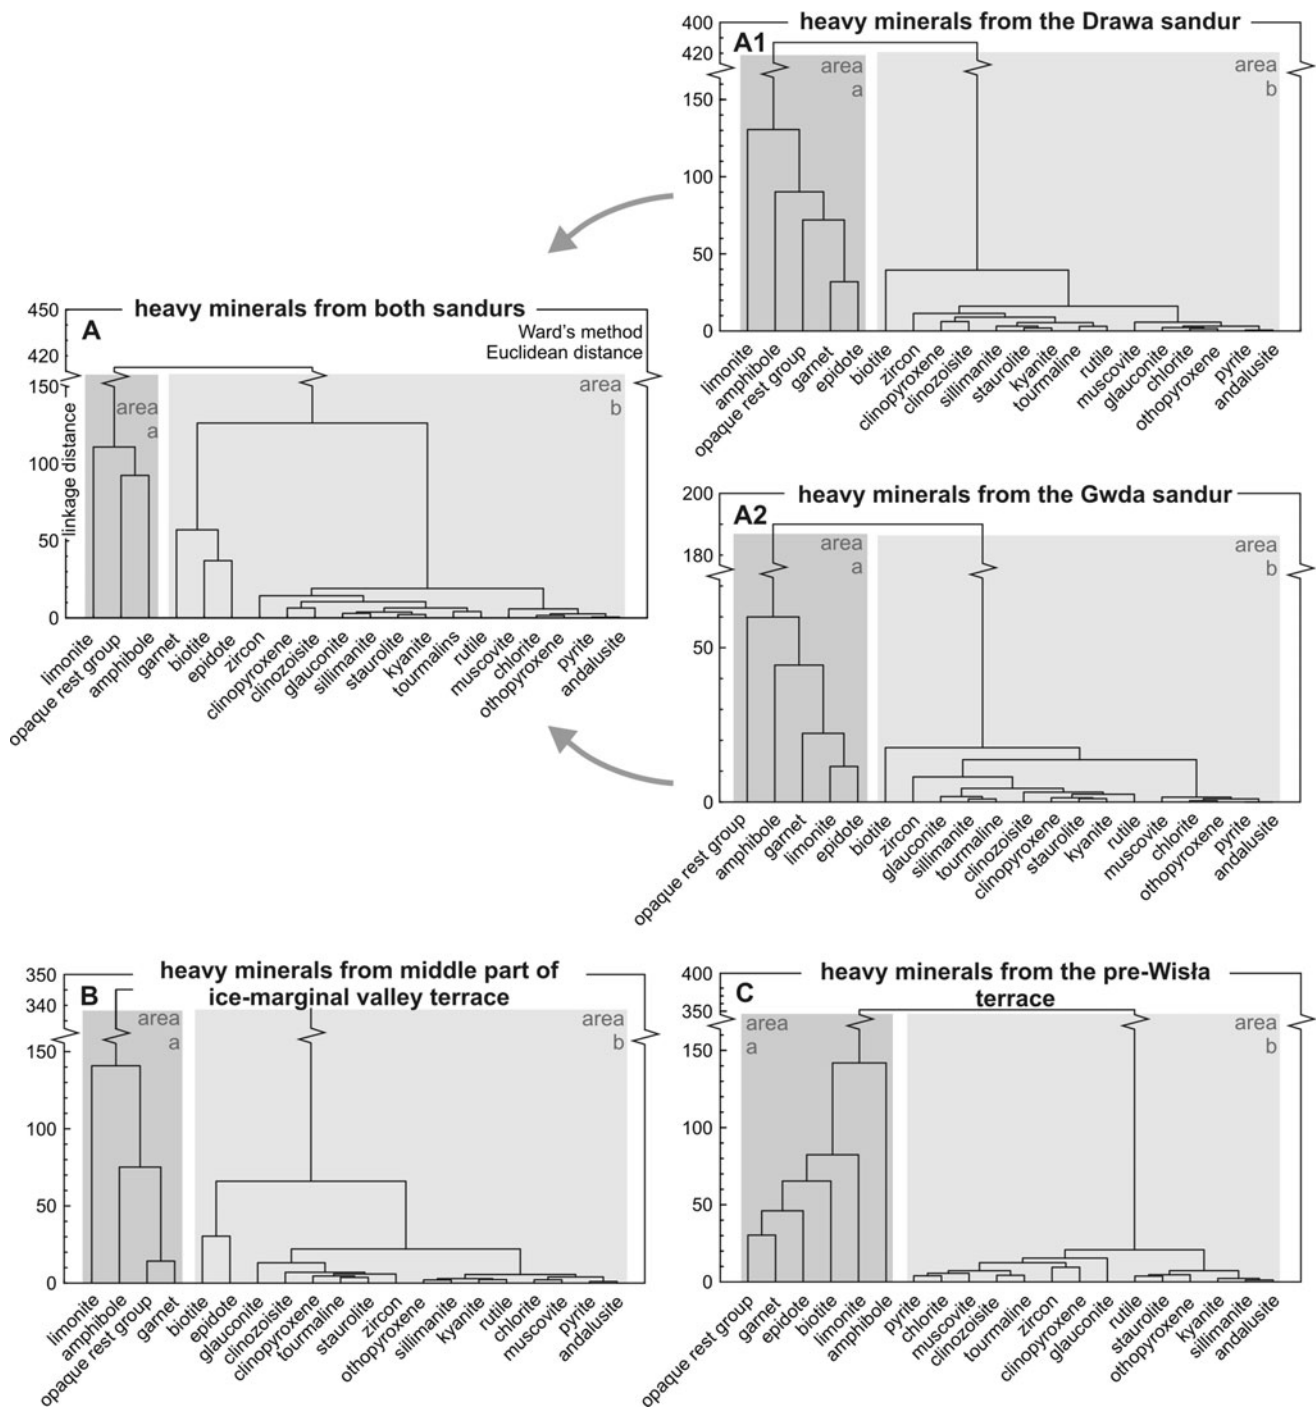 heavy minerals from the Drawa sandur
A1
area
a
area
b
400
420
150
100
50
0
limonite
amphibole
opaque rest group
garnet
epidote
biotite
zircon
clinopyroxene
clinozoisite
sillimanite
staurolite
kyanite
tourmaline
rutile
muscovite
glauconite
chlorite
othopyroxene
pyrite
andalusite
heavy minerals from both sandurs
A
Ward's method
Euclidean distance
area
a
area
b
linkage distance
450
420
150
100
50
0
limonite
opaque rest group
amphibole
garnet
biotite
epidote
zircon
clinopyroxene
clinozoisite
glauconite
sillimanite
staurolite
kyanite
tourmalins
rutile
muscovite
chlorite
othopyroxene
pyrite
andalusite
heavy minerals from the Gwda sandur
A2
area
a
area
b
200
180
50
0
opaque rest group
amphibole
garnet
limonite
epidote
biotite
zircon
glauconite
sillimanite
tourmaline
clinozoisite
clinopyroxene
staurolite
kyanite
rutile
muscovite
chlorite
othopyroxene
pyrite
andalusite
heavy minerals from middle part of
ice-marginal valley terrace
B
area
a
area
b
350
340
150
100
50
0
limonite
amphibole
opaque rest group
garnet
biotite
epidote
glauconite
clinozoisite
clinopyroxene
tourmaline
staurolite
zircon
othopyroxene
sillimanite
kyanite
rutile
chlorite
muscovite
pyrite
andalusite
heavy minerals from the pre-Wisła
terrace
C
area
a
area
b
400
350
150
100
50
0
opaque rest group
garnet
epidote
biotite
limonite
amphibole
pyrite
chlorite
muscovite
clinozoisite
tourmaline
zircon
clinopyroxene
glauconite
rutile
staurolite
othopyroxene
kyanite
sillimanite
andalusite